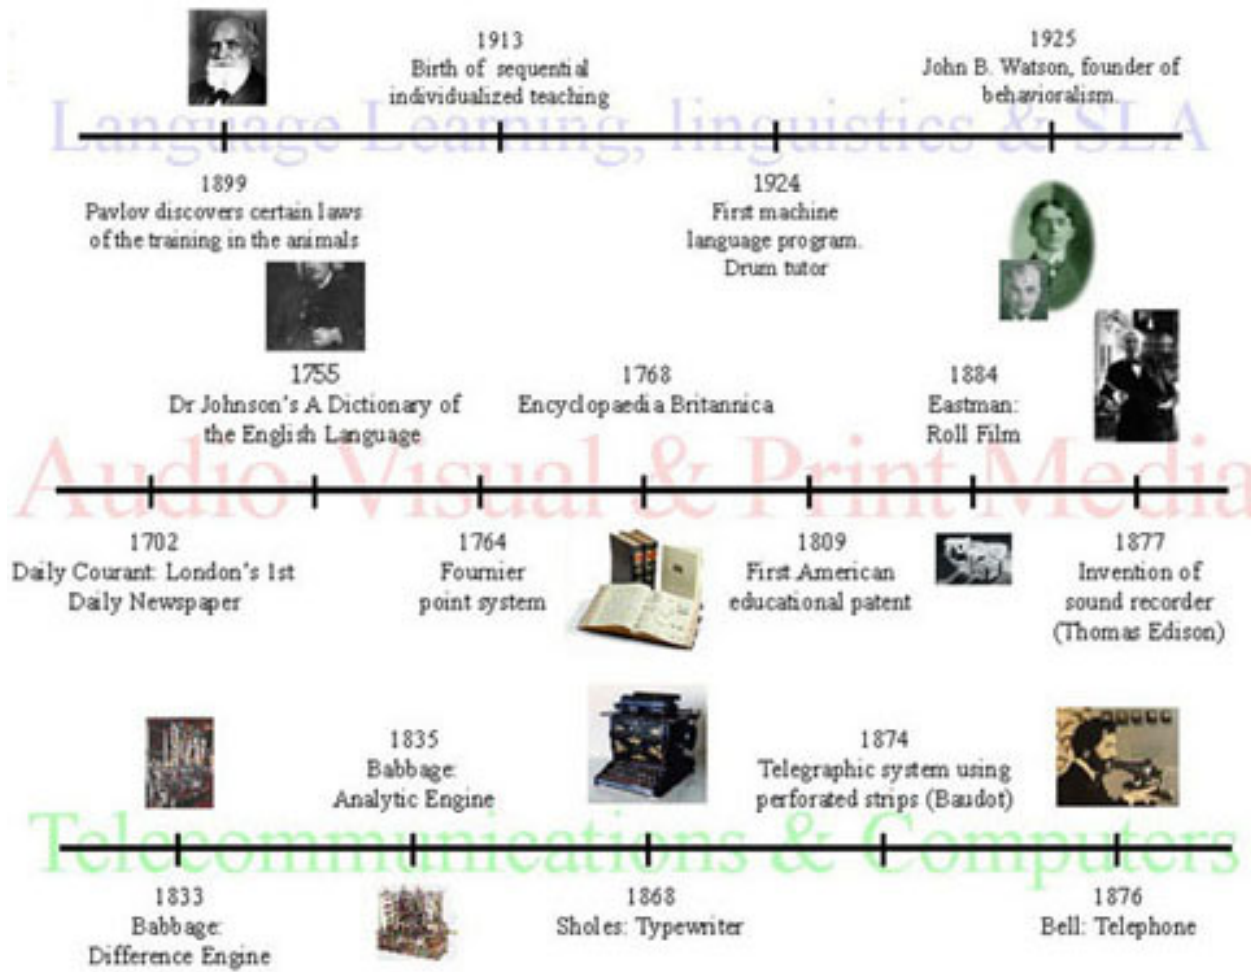 1913
Birth of sequential
individualized teaching
1925
John B. Watson, founder of
behavioralism.
Language Learning, linguistics & SLA
1899
Pavlov discovers certain laws
of the training in the animals
1924
First machine
language program.
Drum tutor
1755
Dr Johnson's A Dictionary of
the English Language
1768
Encyclopaedia Britannica
1884
Eastman:
Roll Film
Audio-Visual & Print Media
1702
Daily Courant: London's 1st
Daily Newspaper
1764
Fournier
point system
1809
First American
educational patent
1877
Invention of
sound recorder
(Thomas Edison)
1835
Babbage:
Analytic Engine
1874
Telegraphic system using
perforated strips (Baudot)
Telecommunications & Computers
1833
Babbage:
Difference Engine
1868
Sholes: Typewriter
1876
Bell: Telephone